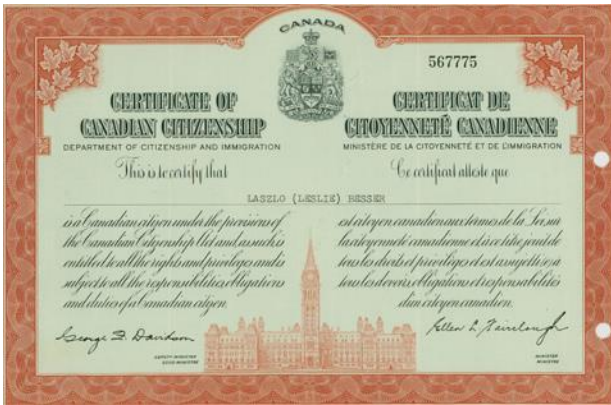 CANADA
567775
CERTIFICATE OF
CANADIAN CITIZENSHIP
DEPARTMENT OF CITIZENSHIP AND IMMIGRATION
This is to certify that
CERTIFICAT DE
CITOYENNETÉ CANADIENNE
MINISTÈRE DE LA CITOYENNETÉ ET DE L'IMMIGRATION
Ce certificat atteste que
LASZLO (LESLIE) BESSER
is a Canadian citizen under the provisions of
the Canadian Citizenship Act and, as such is
entitled to all the rights and privileges and is
subject to all the responsibilities, obligations
and duties of a Canadian citizen.
est citoyen canadien aux termes de la Loi sur
la citoyenneté canadienne et à ce titre jouit de
tous les droits et privilèges et est assujetti à
tous les devoirs, obligations et responsabilités
d'un citoyen canadien.
George F. Davidson
DEPUTY MINISTER
SOUS-MINISTRE
Ellen L. Fairclough
MINISTER
MINISTRE